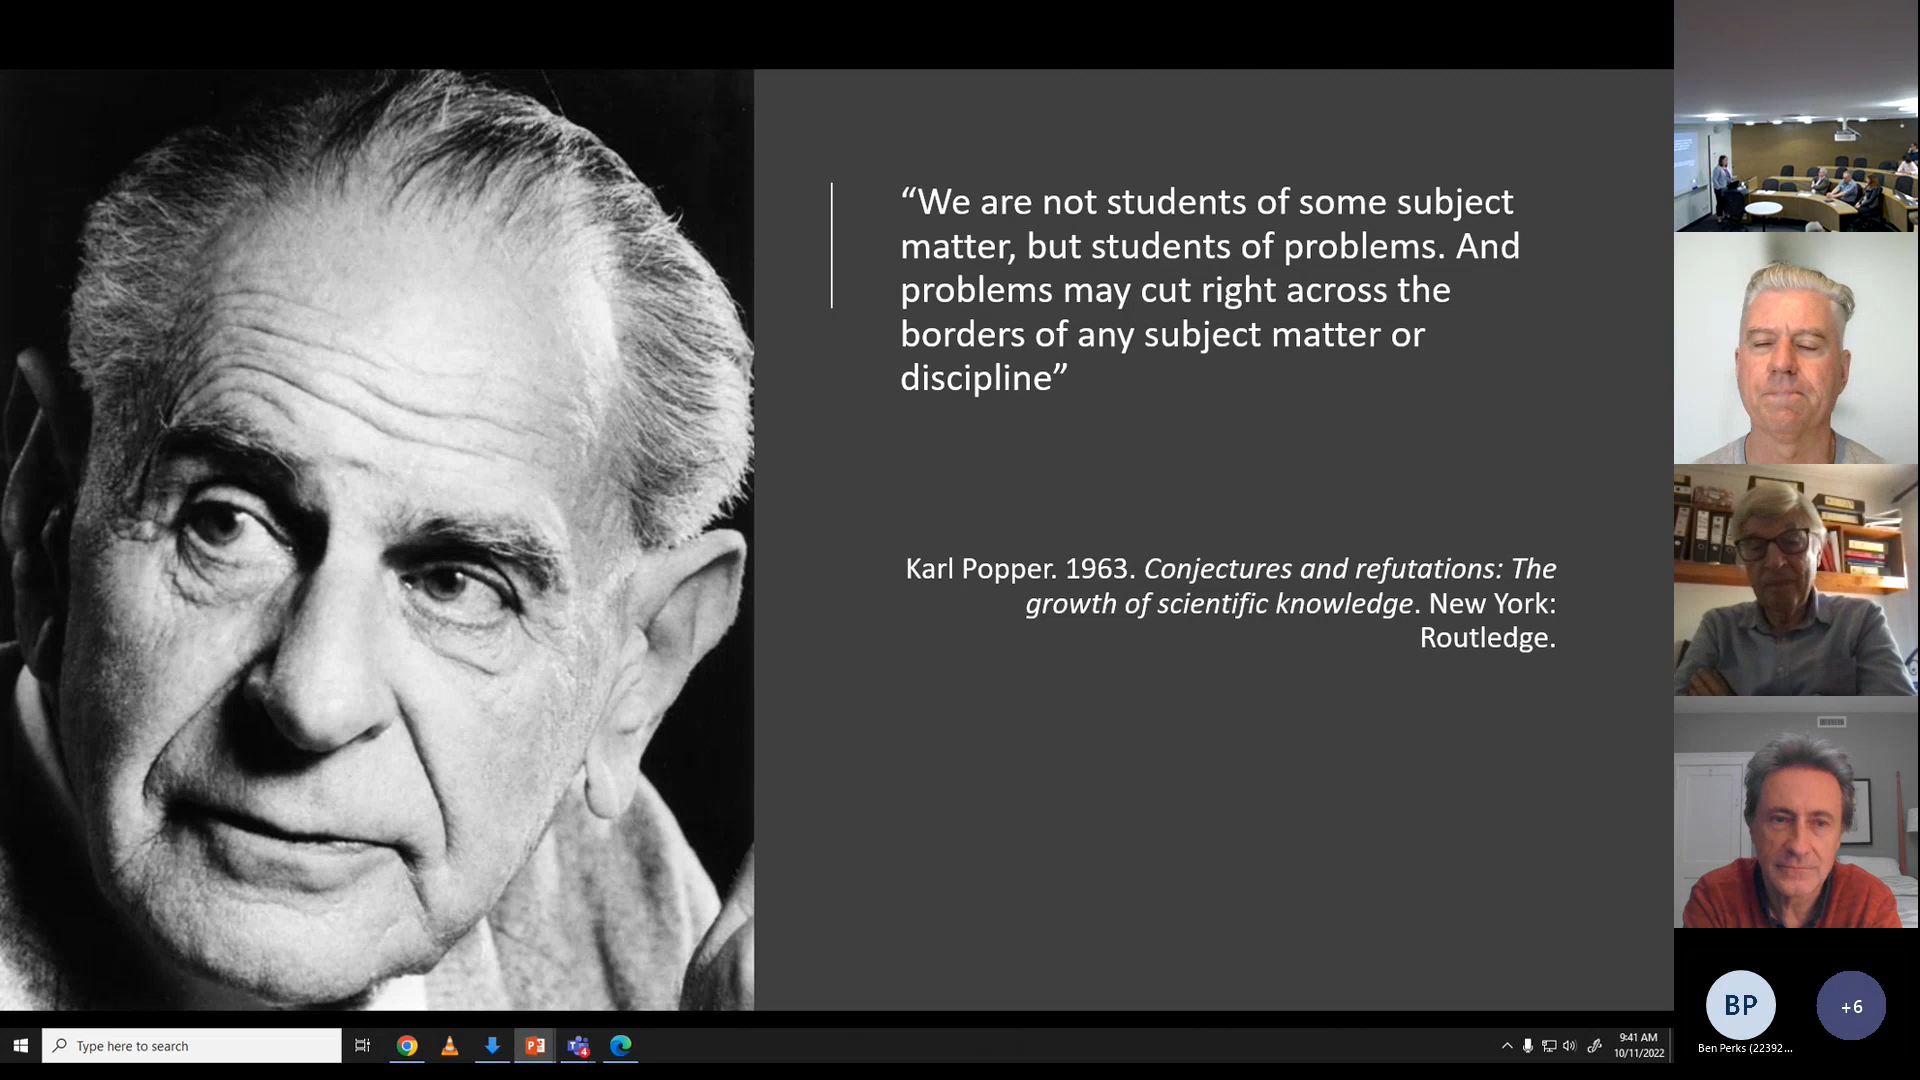 “We are not students of some subject
matter, but students of problems. And
problems may cut right across the
borders of any subject matter or
discipline”
Karl Popper. 1963. Conjectures and refutations: The
growth of scientific knowledge. New York:
Routledge.
BP
+6
Ben Perks (22392...
Type here to search
4
9:41 AM
10/11/2022